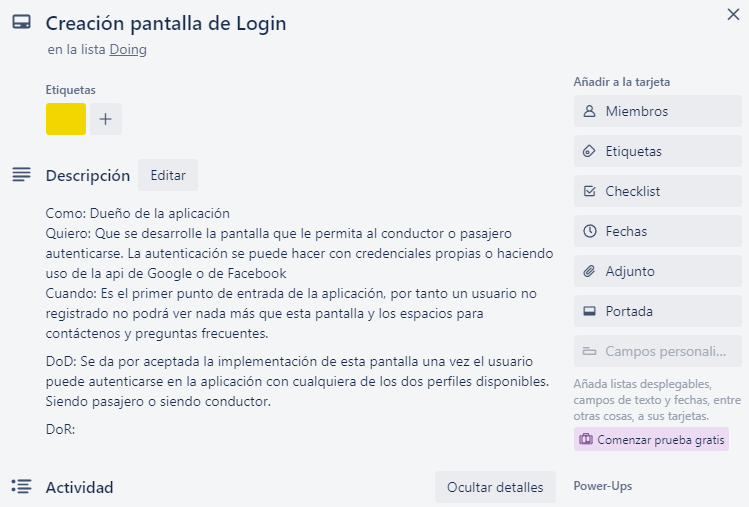 Creación pantalla de Login
en la lista Doing
Etiquetas
Descripción
Editar
Como: Dueño de la aplicación
Quiero: Que se desarrolle la pantalla que le permita al conductor o pasajero
autenticarse. La autenticación se puede hacer con credenciales propias o haciendo
uso de la api de Google o de Facebook
Cuando: Es el primer punto de entrada de la aplicación, por tanto un usuario no
registrado no podrá ver nada más que esta pantalla y los espacios para
contáctenos y preguntas frecuentes.
DoD: Se da por aceptada la implementación de esta pantalla una vez el usuario
puede autenticarse en la aplicación con cualquiera de los dos perfiles disponibles.
Siendo pasajero o siendo conductor.
DoR:
Actividad
Ocultar detalles
Añadir a la tarjeta
Miembros
Etiquetas
Checklist
Fechas
Adjunto
Portada
Campos personali...
Añada listas desplegables,
campos de texto y fechas, entre
otras cosas, a sus tarjetas.
Comenzar prueba gratis
Power-Ups